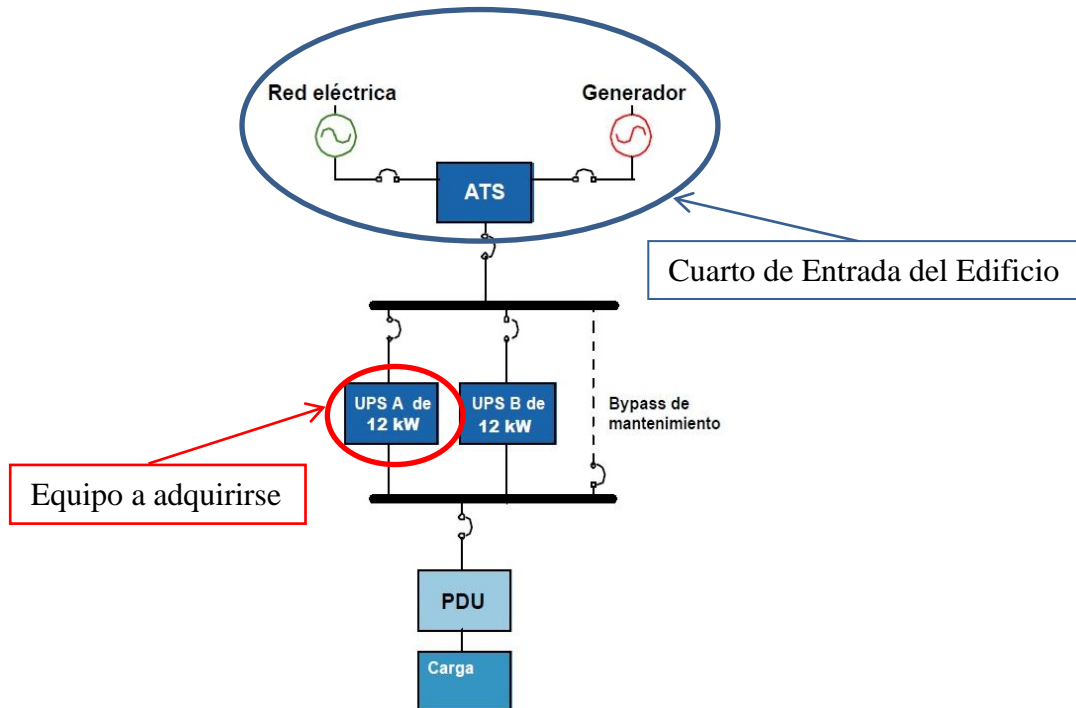 Red eléctrica
Generador
ATS
Cuarto de Entrada del Edificio
UPS A de
12 kW
UPS B de
12 kW
Bypass de
mantenimiento
Equipo a adquirirse
PDU
Carga